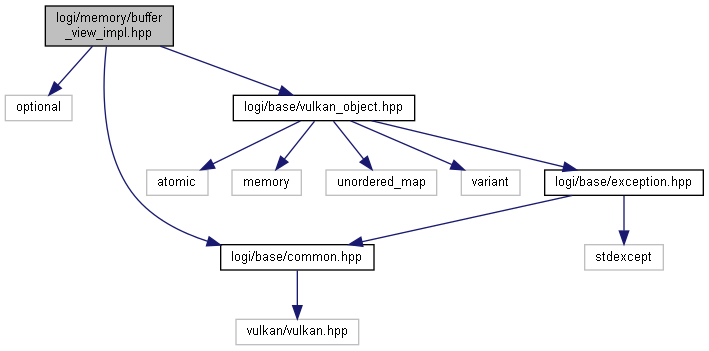 logi/memory/buffer
_view_impl.hpp
optional
logi/base/vulkan_object.hpp
atomic
memory
unordered_map
variant
logi/base/exception.hpp
logi/base/common.hpp
stdexcept
vulkan/vulkan.hpp